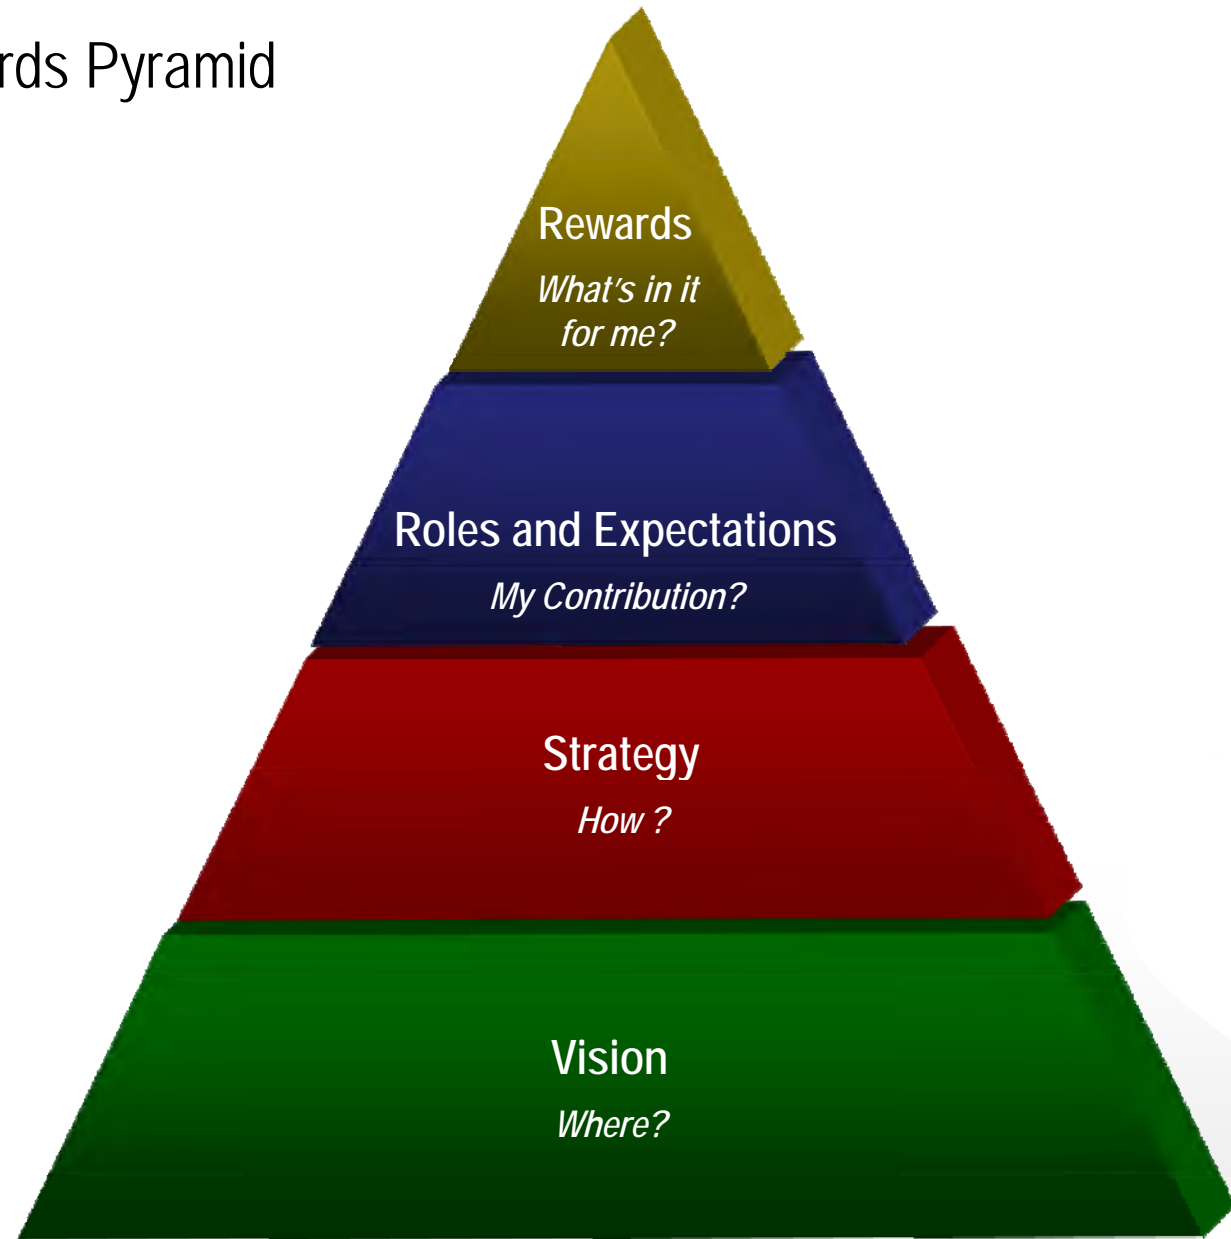 rds Pyramid
Rewards
What's in it
for me?
Roles and Expectations
My Contribution?
Strategy
How ?
Vision
Where?